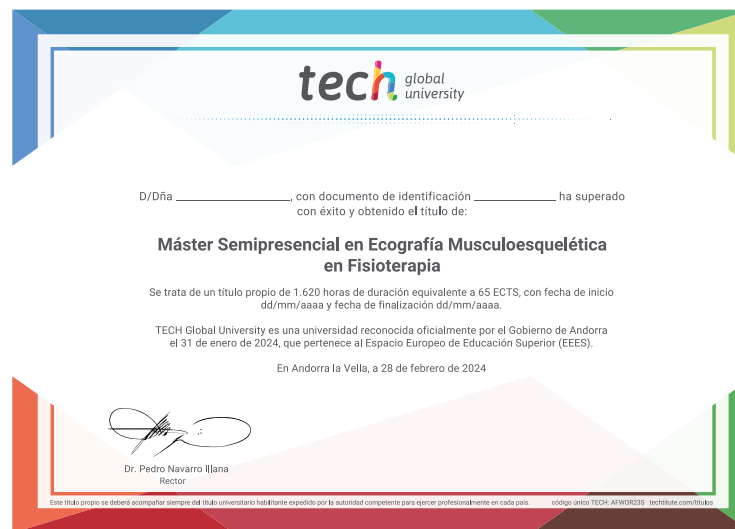 tech global
university
D/Dña ____________________, con documento de identificación ______________ ha superado
con éxito y obtenido el título de:
Máster Semipresencial en Ecografía Musculoesquelética
en Fisioterapia
Se trata de un título propio de 1.620 horas de duración equivalente a 65 ECTS, con fecha de inicio
dd/mm/aaaa y fecha de finalización dd/mm/aaaa.
TECH Global University es una universidad reconocida oficialmente por el Gobierno de Andorra
el 31 de enero de 2024, que pertenece al Espacio Europeo de Educación Superior (EEES).
En Andorra la Vella, a 28 de febrero de 2024
Dr. Pedro Navarro Illana
Rector
Este título propio se deberá acompañar siempre del título universitario habilitante expedido por la autoridad competente para ejercer profesionalmente en cada país. código único TECH: AFWOR23S techtitute.com/titulos